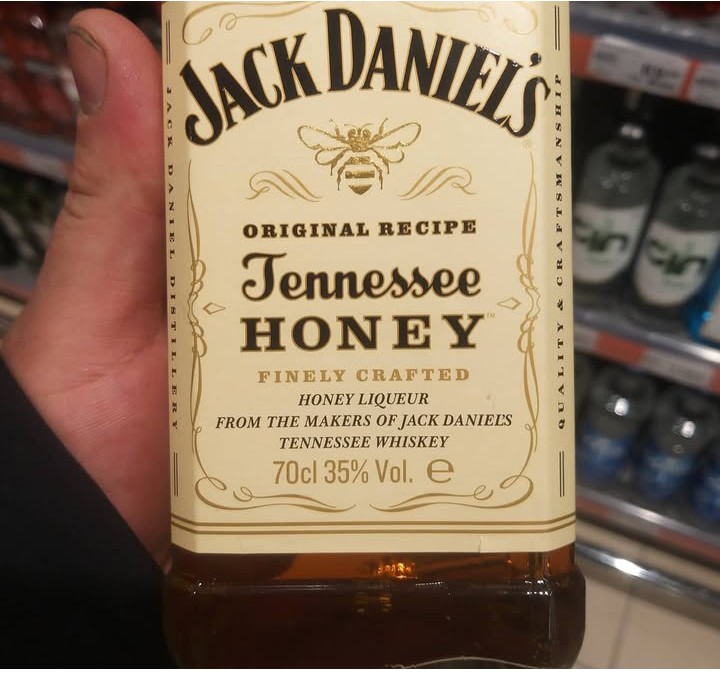 JACK DANIEL'S
ORIGINAL RECIPE
Tennessee
HONEY™
FINELY CRAFTED
HONEY LIQUEUR
FROM THE MAKERS OF JACK DANIEL'S
TENNESSEE WHISKEY
70cl 35% Vol. ℮
JACK DANIEL DISTILLERY
QUALITY & CRAFTSMANSHIP